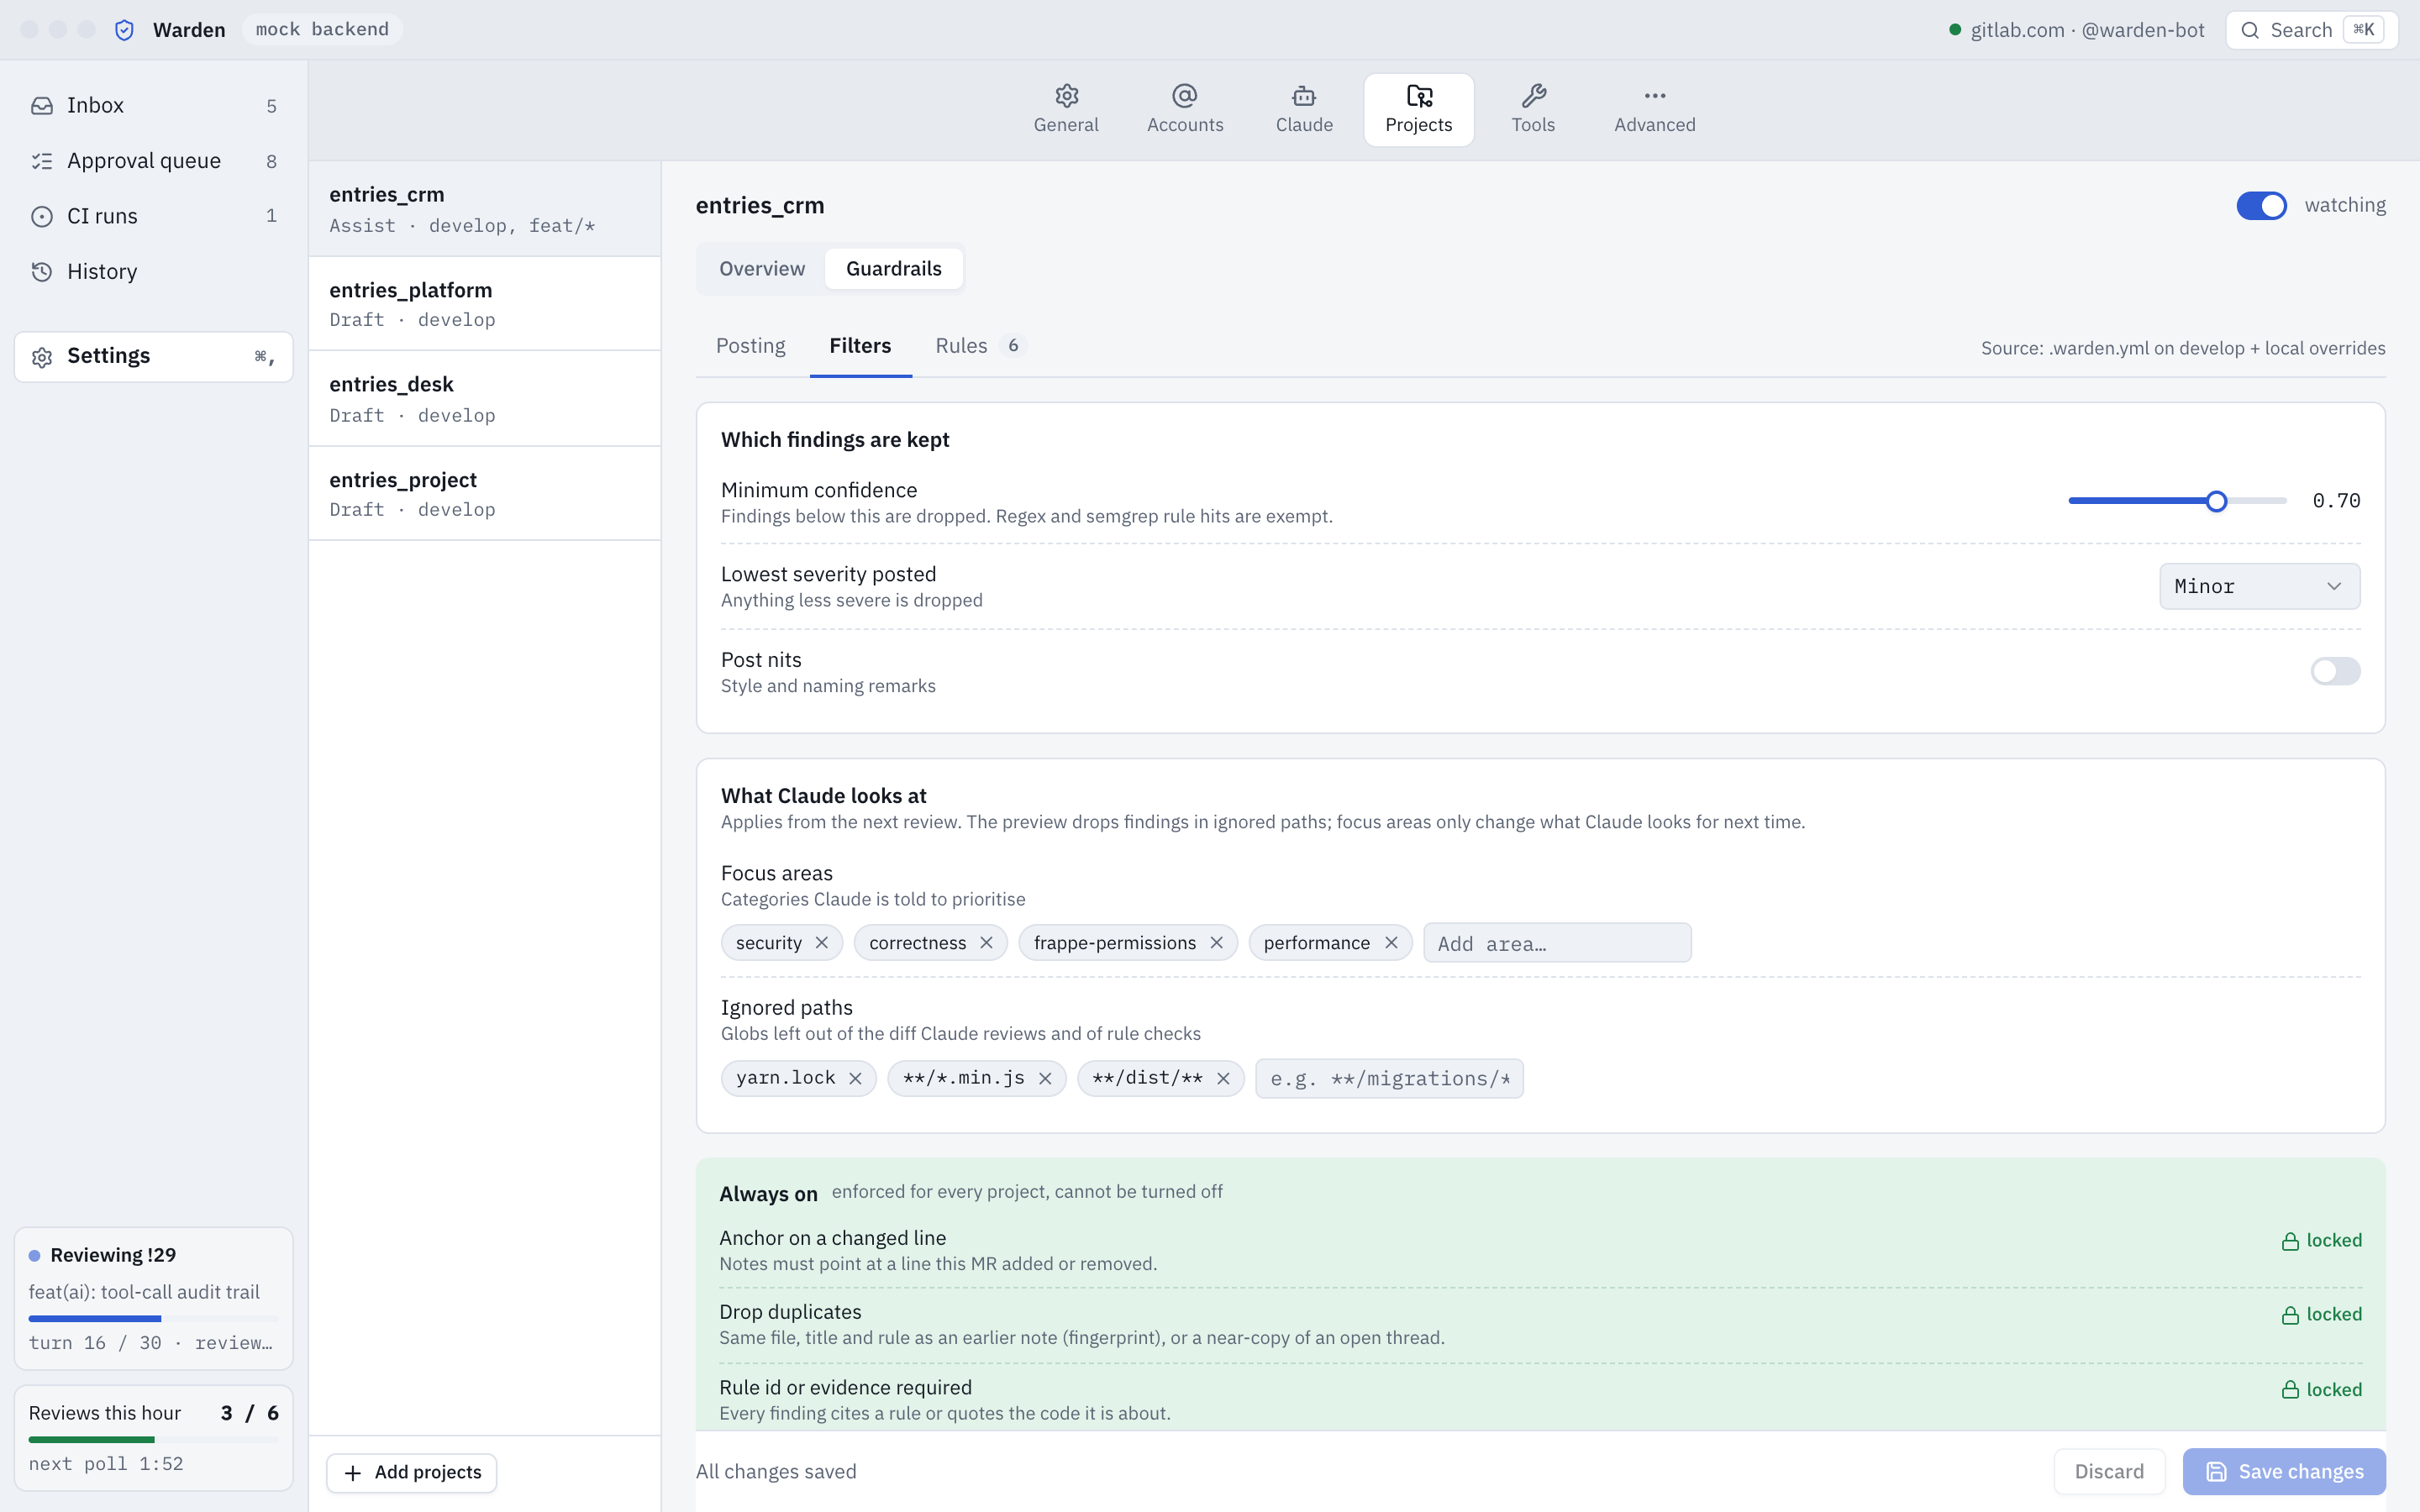 Warden
mock backend
gitlab.com · @warden-bot
Search ⌘K
Inbox 5
Approval queue 8
CI runs 1
History
Settings ⌘,
Reviewing !29
feat(ai): tool-call audit trail
turn 16 / 30 · review…
Reviews this hour 3 / 6
next poll 1:52
General
Accounts
Claude
Projects
Tools
Advanced
entries_crm
Assist · develop, feat/*
entries_platform
Draft · develop
entries_desk
Draft · develop
entries_project
Draft · develop
Add projects
entries_crm
watching
Overview
Guardrails
Posting
Filters
Rules 6
Source: .warden.yml on develop + local overrides
Which findings are kept
Minimum confidence
Findings below this are dropped. Regex and semgrep rule hits are exempt.
0.70
Lowest severity posted
Anything less severe is dropped
Minor
Post nits
Style and naming remarks
What Claude looks at
Applies from the next review. The preview drops findings in ignored paths; focus areas only change what Claude looks for next time.
Focus areas
Categories Claude is told to prioritise
security
correctness
frappe-permissions
performance
Add area…
Ignored paths
Globs left out of the diff Claude reviews and of rule checks
yarn.lock
**/*.min.js
**/dist/**
e.g. **/migrations/*
Always on enforced for every project, cannot be turned off
Anchor on a changed line
Notes must point at a line this MR added or removed.
locked
Drop duplicates
Same file, title and rule as an earlier note (fingerprint), or a near-copy of an open thread.
locked
Rule id or evidence required
Every finding cites a rule or quotes the code it is about.
locked
All changes saved
Discard
Save changes